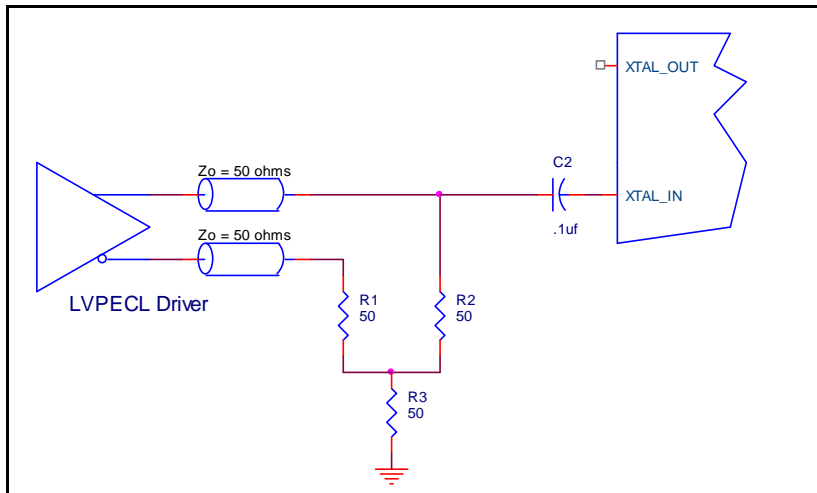 XTAL_OUT
Zo = 50 ohms
C2
XTAL_IN
.1uf
Zo = 50 ohms
LVPECL Driver
R1
50
R2
50
R3
50